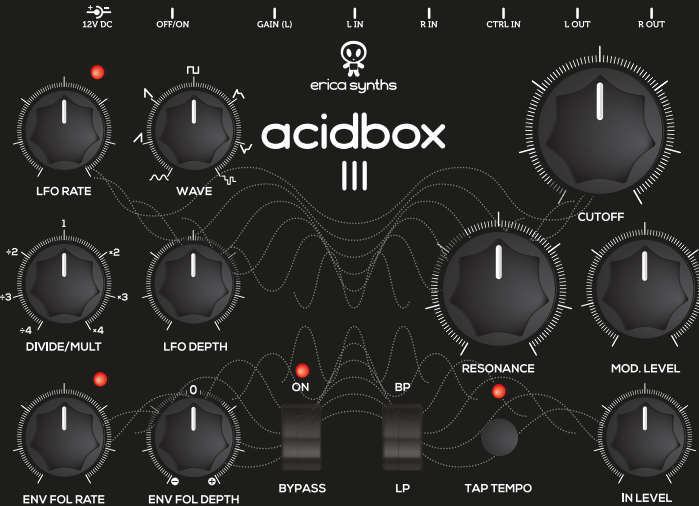 12V DC
OFF/ON
GAIN (L)
L IN
R IN
CTRL IN
L OUT
R OUT
erica synths
acidbox
III
LFO RATE
WAVE
CUTOFF
1
÷2
×2
÷3
×3
÷4
×4
DIVIDE/MULT
LFO DEPTH
RESONANCE
MOD. LEVEL
ON
BP
0
ENV FOL RATE
ENV FOL DEPTH
BYPASS
LP
TAP TEMPO
IN LEVEL